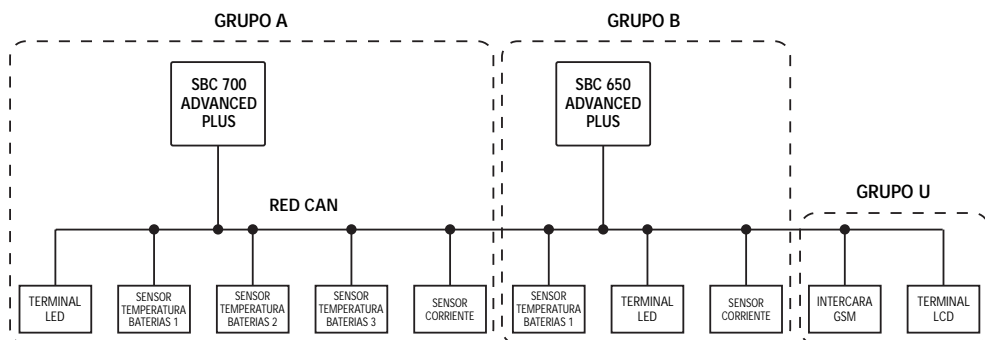 GRUPO A
GRUPO B
SBC 700
ADVANCED
PLUS
SBC 650
ADVANCED
PLUS
GRUPO U
RED CAN
TERMINAL
LED
SENSOR
TEMPERATURA
BATERIAS 1
SENSOR
TEMPERATURA
BATERIAS 2
SENSOR
TEMPERATURA
BATERIAS 3
SENSOR
CORRIENTE
SENSOR
TEMPERATURA
BATERIAS 1
TERMINAL
LED
SENSOR
CORRIENTE
INTERCARA
GSM
TERMINAL
LCD